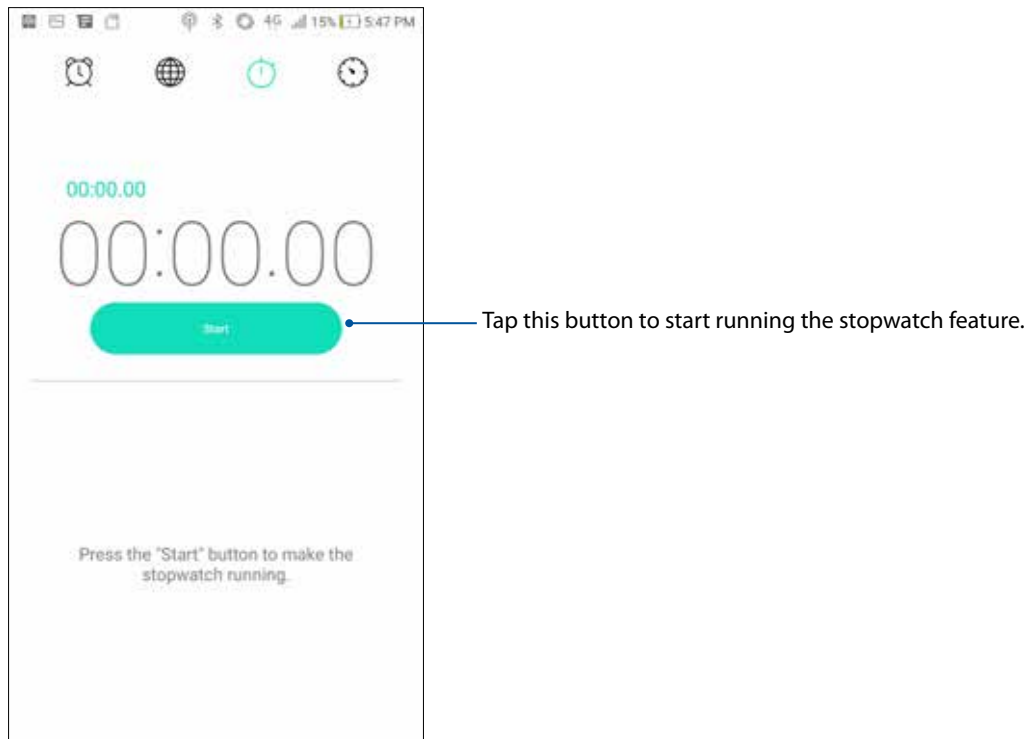 4G 15% 5:47 PM
00:00.00
00:00.00
Start
Tap this button to start running the stopwatch feature.
Press the "Start" button to make the
stopwatch running.